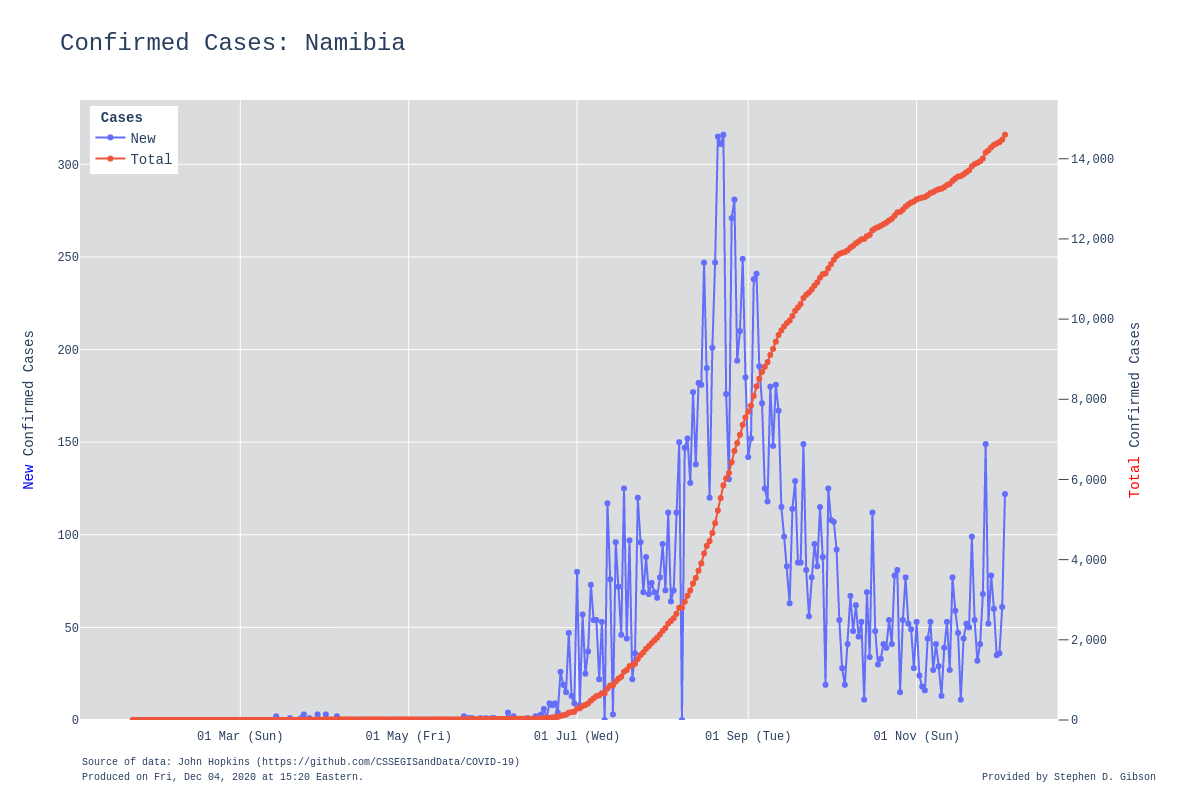 Confirmed Cases: Namibia
Cases
New
Total
300
250
200
150
100
50
0
14,000
12,000
10,000
8,000
6,000
4,000
2,000
0
New Confirmed Cases
Total Confirmed Cases
01 Mar (Sun)
01 May (Fri)
01 Jul (Wed)
01 Sep (Tue)
01 Nov (Sun)
Source of data: John Hopkins (https://github.com/CSSEGISandData/COVID-19)
Produced on Fri, Dec 04, 2020 at 15:20 Eastern.
Provided by Stephen D. Gibson